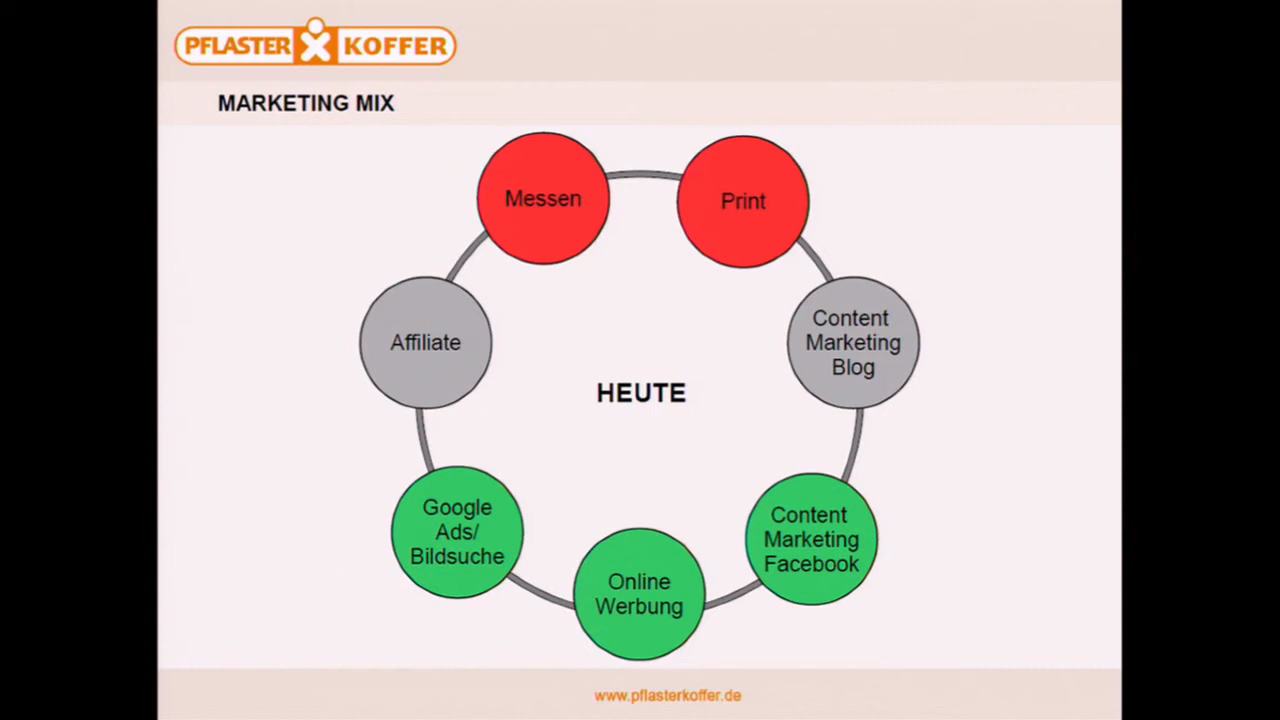 PFLASTER KOFFER
MARKETING MIX
Messen
Print
Affiliate
Content
Marketing
Blog
HEUTE
Google
Ads/
Bildsuche
Online
Werbung
Content
Marketing
Facebook
www.pflasterkoffer.de